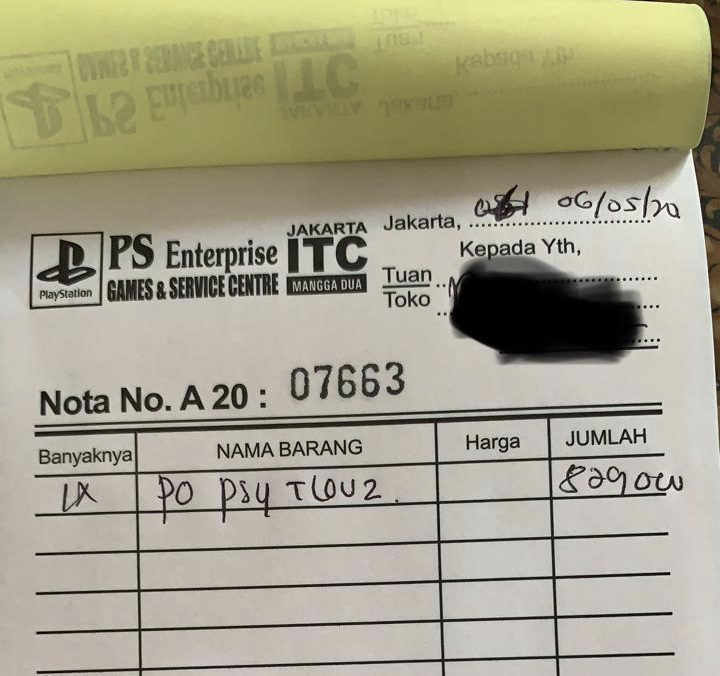 PS Enterprise
GAMES & SERVICE CENTRE
JAKARTA
ITC
MANGGA DUA
PlayStation
Jakarta, 06/05/20
Kepada Yth,
Tuan
Toko
Nota No. A 20 : 07663
Banyaknya NAMA BARANG Harga JUMLAH
1X PO PS4 TLOU2. 829000